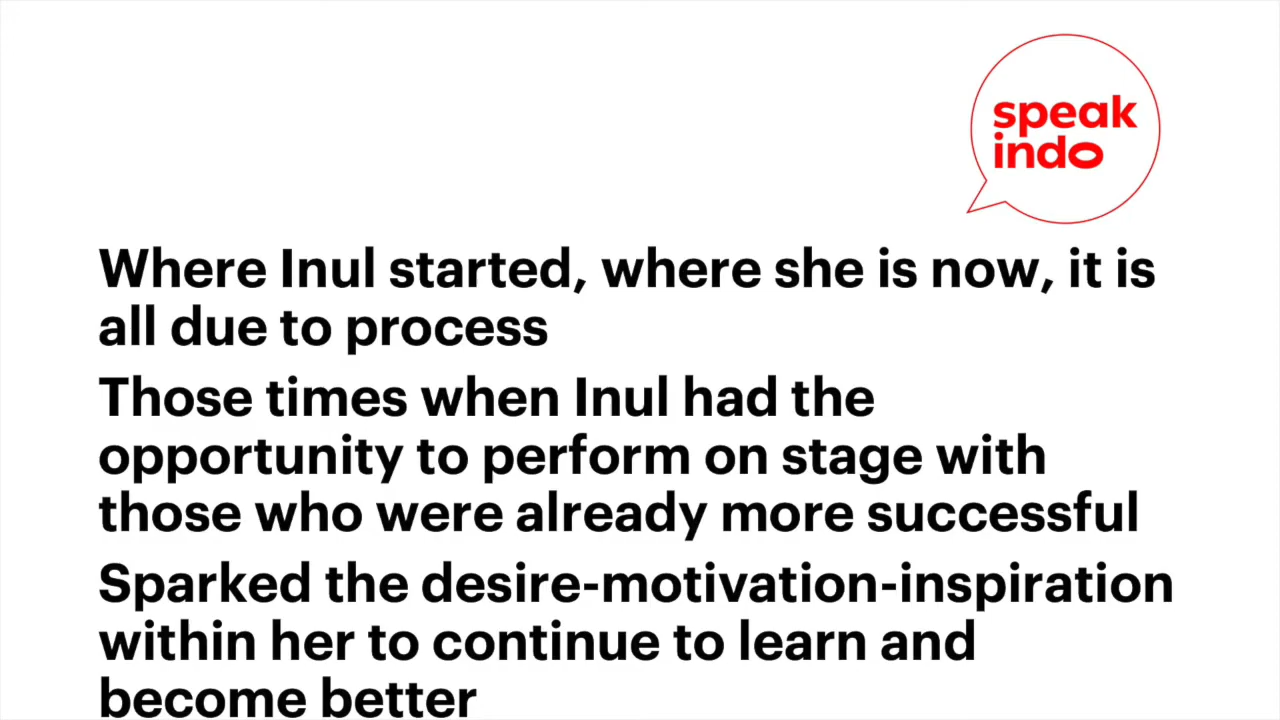 speak
indo
Where Inul started, where she is now, it is
all due to process
Those times when Inul had the
opportunity to perform on stage with
those who were already more successful
Sparked the desire-motivation-inspiration
within her to continue to learn and
become better